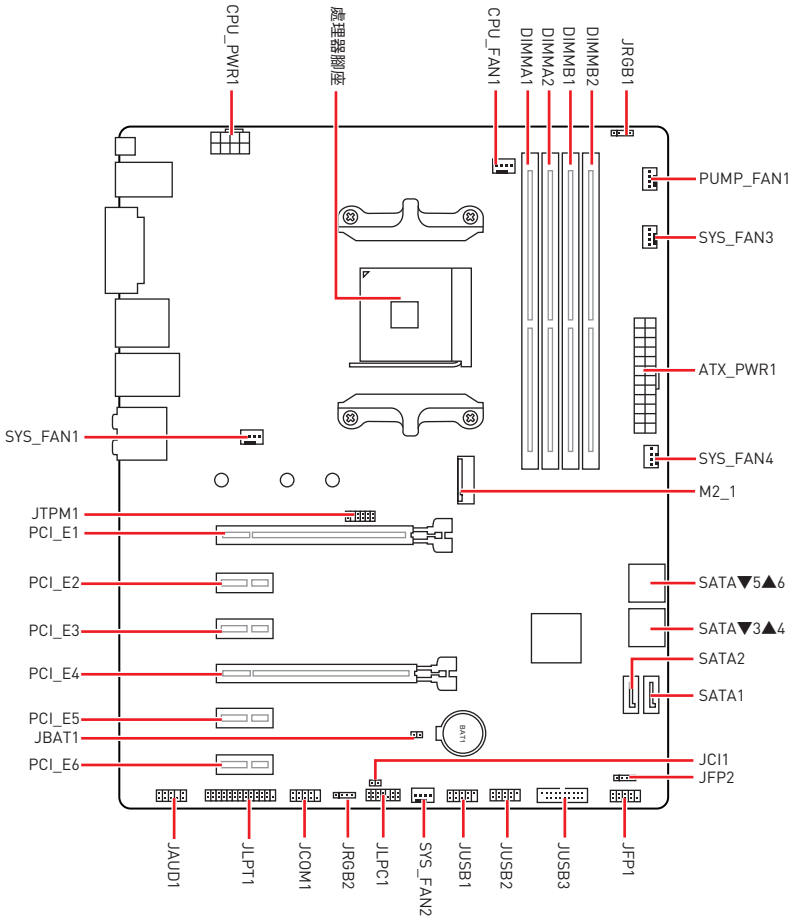 CPU_PWR1
處理器腳座
CPU_FAN1
DIMMA1
DIMMA2
DIMMB1
DIMMB2
JRGB1
PUMP_FAN1
SYS_FAN3
ATX_PWR1
SYS_FAN1
SYS_FAN4
M2_1
JTPM1
PCI_E1
PCI_E2
SATA▼5▲6
PCI_E3
SATA▼3▲4
SATA2
PCI_E4
SATA1
PCI_E5
JBAT1
BAT1
PCI_E6
JCI1
JFP2
JAUD1
JLPT1
JCOM1
JRGB2
JLPC1
SYS_FAN2
JUSB1
JUSB2
JUSB3
JFP1